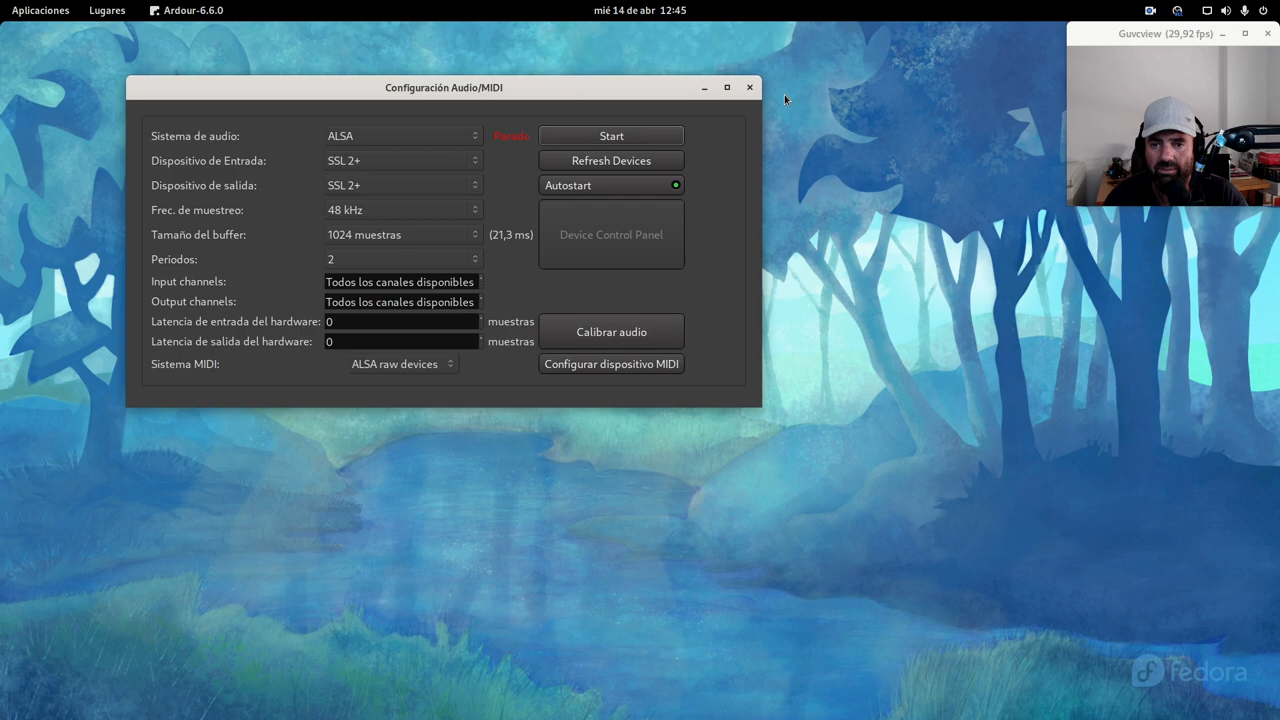 Aplicaciones Lugares Ardour-6.6.0 mié 14 de abr 12:45
Guvcview (29,92 fps)
Configuración Audio/MIDI
Sistema de audio: ALSA Parado Start
Dispositivo de Entrada: SSL 2+ Refresh Devices
Dispositivo de salida: SSL 2+ Autostart
Frec. de muestreo: 48 kHz
Tamaño del buffer: 1024 muestras (21,3 ms) Device Control Panel
Periodos: 2
Input channels: Todos los canales disponibles
Output channels: Todos los canales disponibles
Latencia de entrada del hardware: 0 muestras Calibrar audio
Latencia de salida del hardware: 0 muestras
Sistema MIDI: ALSA raw devices Configurar dispositivo MIDI
fedora